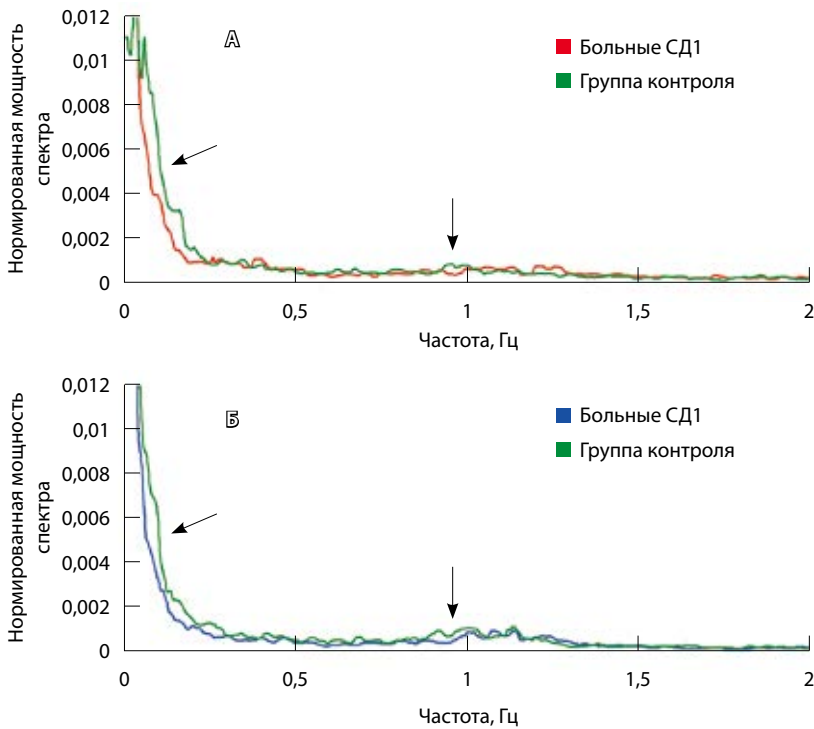 Нормированная мощность
спектра
0,012
0,01
0,008
0,006
0,004
0,002
0
А
Больные СД1
Группа контроля
0
0,5
1
1,5
2
Частота, Гц
Нормированная мощность
спектра
0,012
0,01
0,008
0,006
0,004
0,002
0
Б
Больные СД1
Группа контроля
0
0,5
1
1,5
2
Частота, Гц